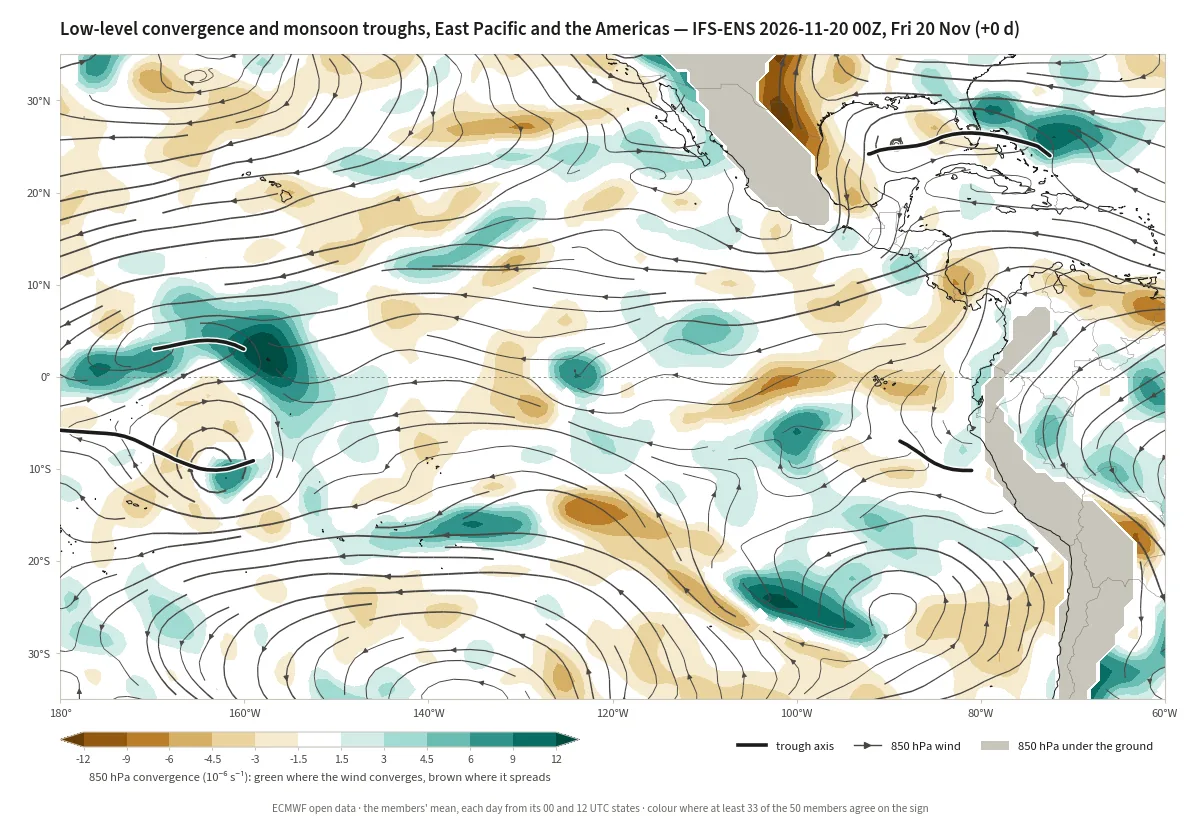 Low-level convergence and monsoon troughs, East Pacific and the Americas — IFS-ENS 2026-11-20 00Z, Fri 20 Nov (+0 d)
30°N
20°N
10°N
0°
10°S
20°S
30°S
180° 160°W 140°W 120°W 100°W 80°W 60°W
-12 -9 -6 -4.5 -3 -1.5 1.5 3 4.5 6 9 12
850 hPa convergence (10⁻⁶ s⁻¹): green where the wind converges, brown where it spreads
trough axis 850 hPa wind 850 hPa under the ground
ECMWF open data · the members' mean, each day from its 00 and 12 UTC states · colour where at least 33 of the 50 members agree on the sign